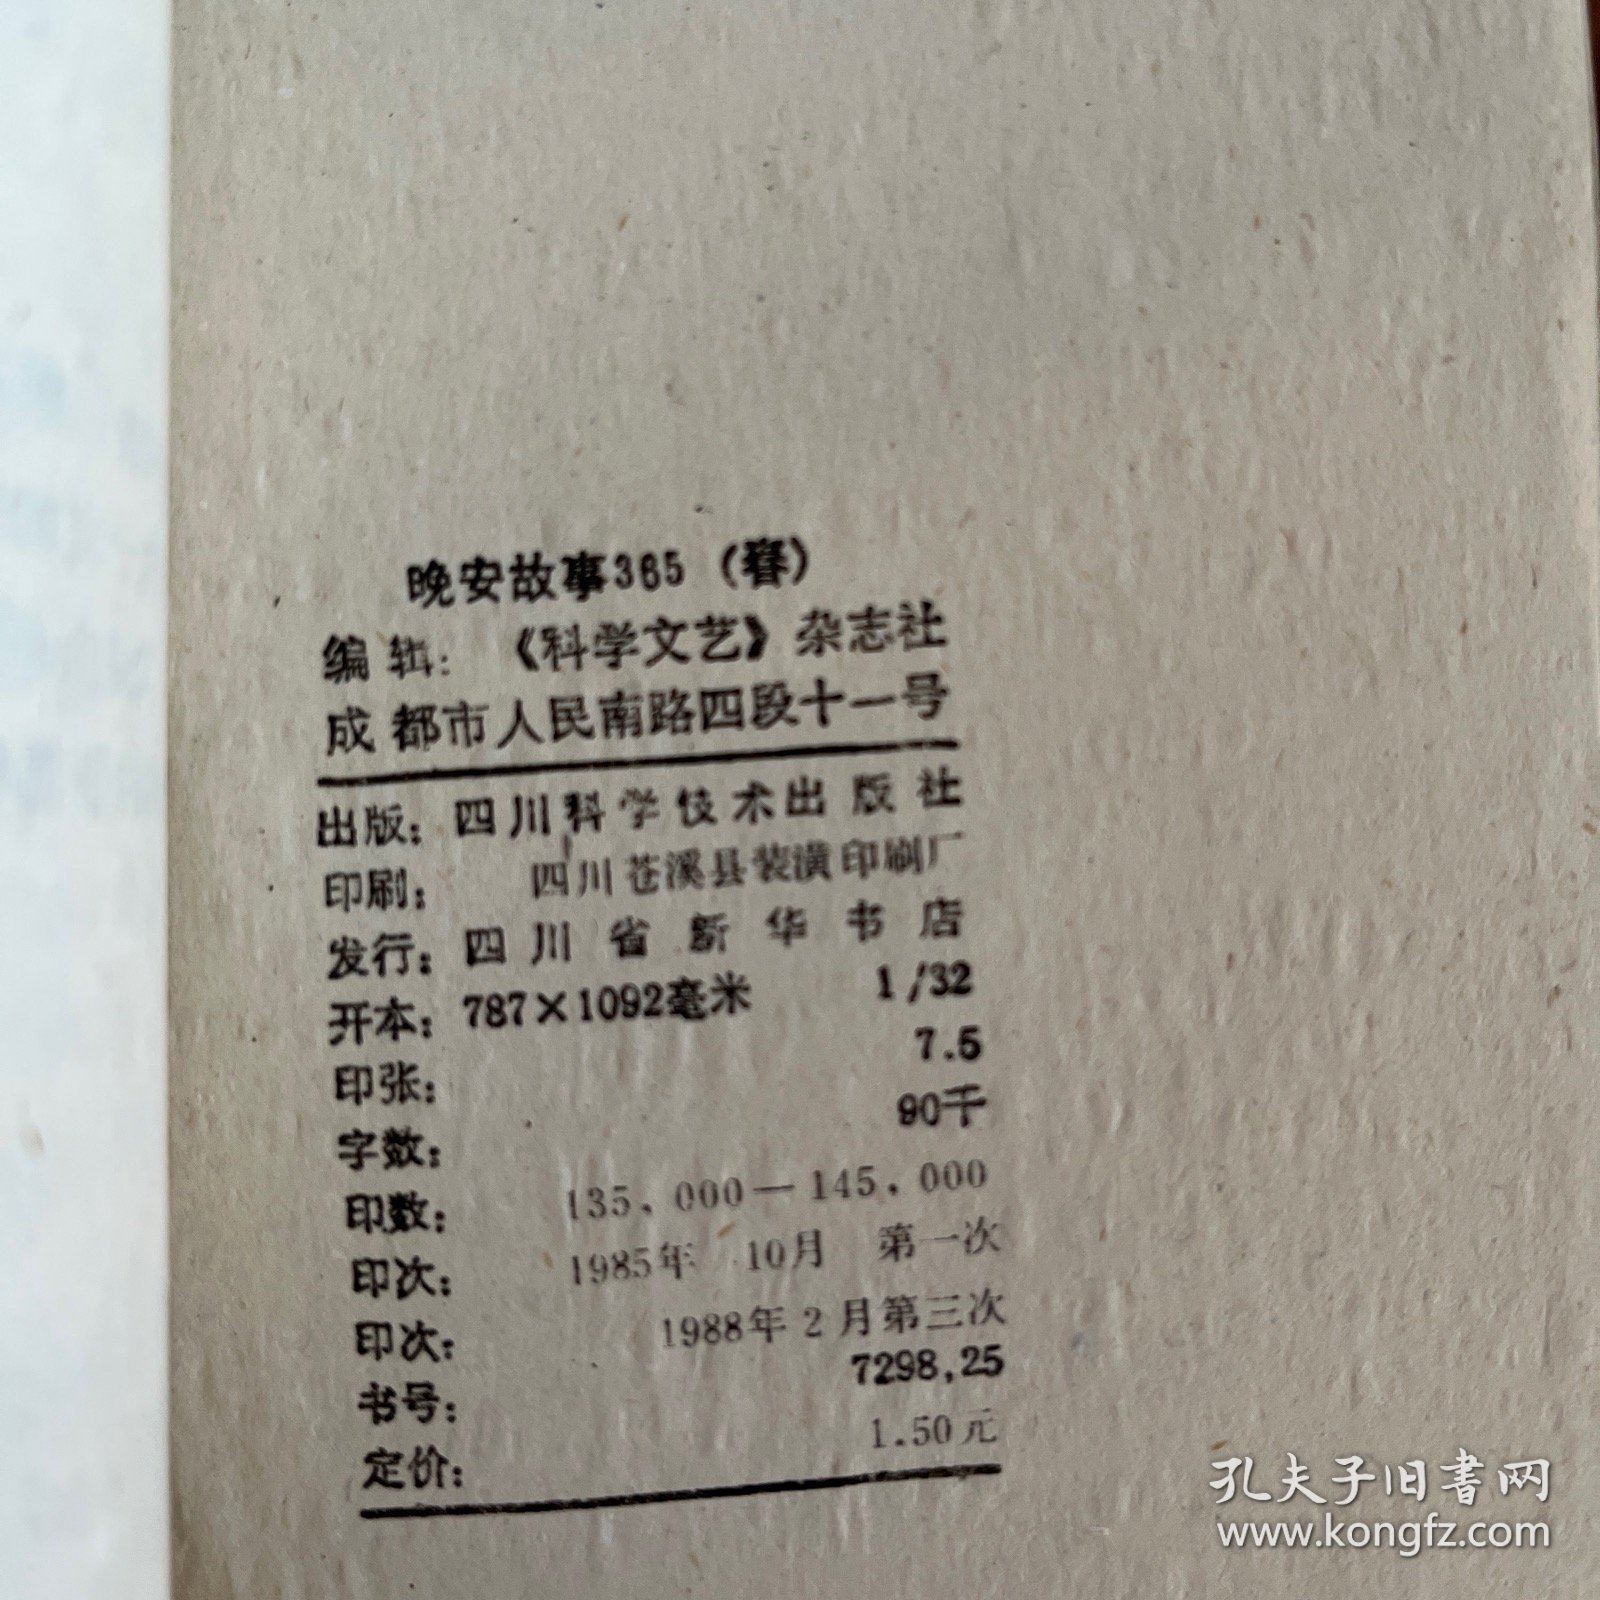 晚安故事365（春）
编辑：《科学文艺》杂志社
成都市人民南路四段十一号
出版：四川科学技术出版社
印刷：四川苍溪县装潢印刷厂
发行：四川省新华书店
开本：787×1092毫米 1/32
印张：7.5
字数：90千
印数：135,000—145,000
印次：1985年 10月 第一次
印次：1988年2月第三次
书号：7298,25
定价：1.50元
孔夫子旧书网
www.kongfz.com